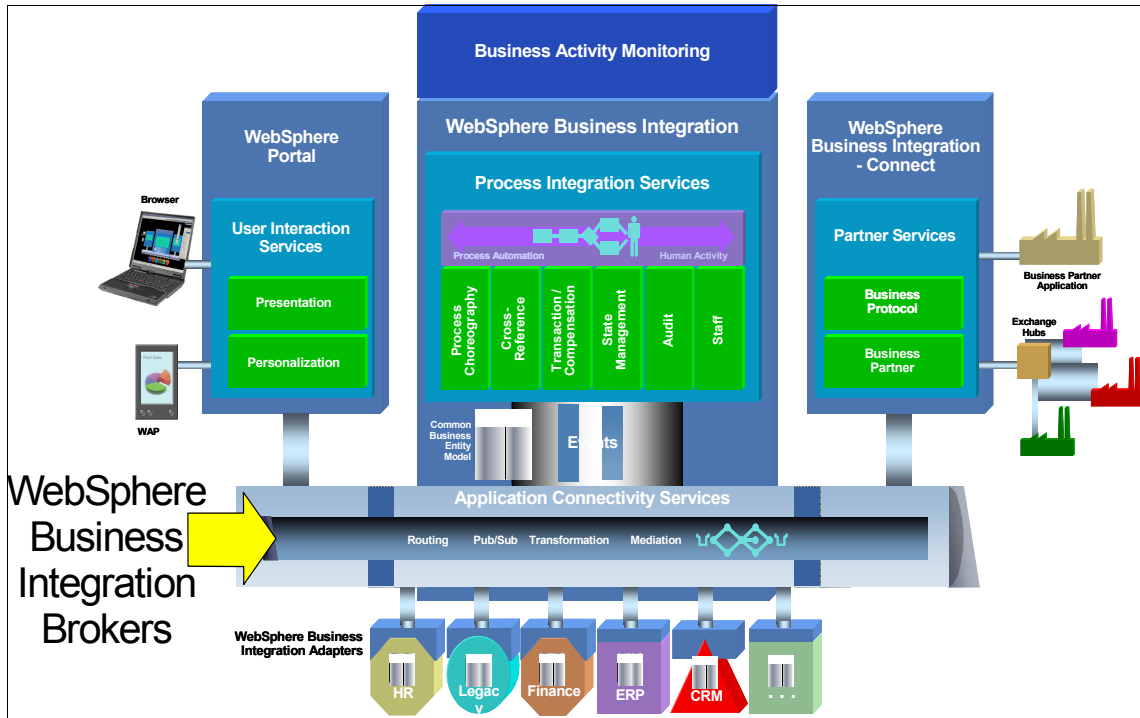 Business Activity Monitoring
WebSphere
Portal
WebSphere Business Integration
WebSphere
Business Integration
- Connect
Browser
User Interaction
Services
Presentation
Personalization
WAP
Process Integration Services
Process Automation
Human Activity
Process
Choreography
Cross-
Reference
Transaction /
Compensation
State
Management
Audit
Staff
Partner Services
Business
Protocol
Business
Partner
Business Partner
Application
Exchange
Hubs
Common
Business
Entity
Model
Events
WebSphere
Business
Integration
Brokers
Application Connectivity Services
Routing
Pub/Sub
Transformation
Mediation
WebSphere Business
Integration Adapters
HR
Legac
y
Finance
ERP
CRM
. . .